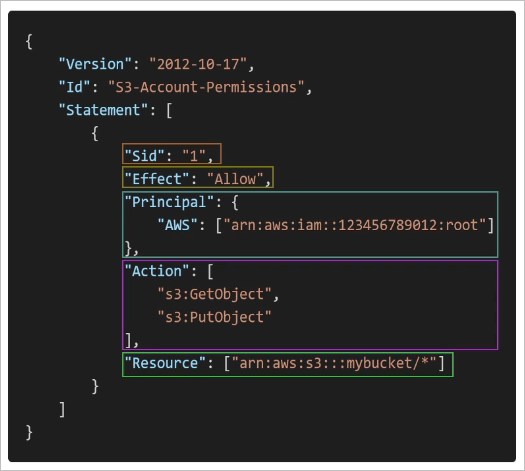 {
    "Version": "2012-10-17",
    "Id": "S3-Account-Permissions",
    "Statement": [
        {
            "Sid": "1",
            "Effect": "Allow",
            "Principal": {
                "AWS": ["arn:aws:iam::123456789012:root"]
            },
            "Action": [
                "s3:GetObject",
                "s3:PutObject"
            ],
            "Resource": ["arn:aws:s3:::mybucket/*"]
        }
    ]
}